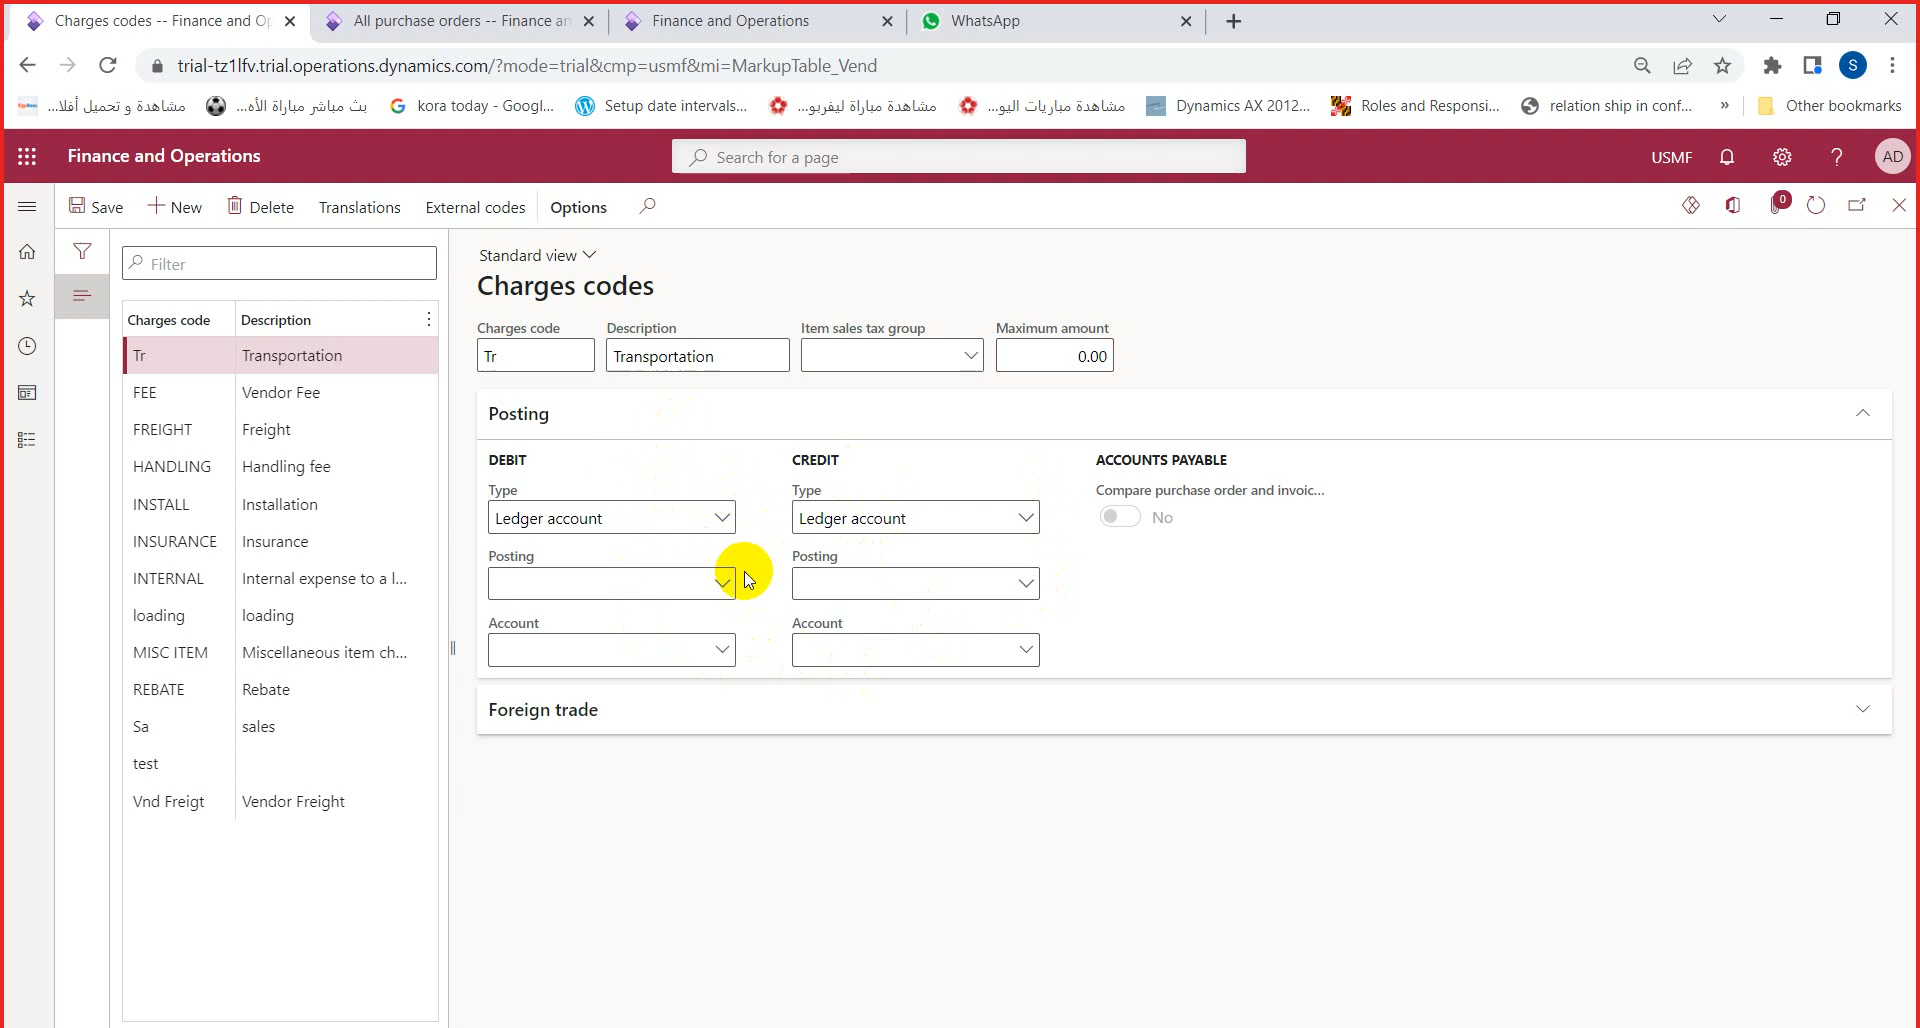 Charges codes -- Finance and Op
All purchase orders -- Finance an
Finance and Operations
WhatsApp
trial-tz1lfv.trial.operations.dynamics.com/?mode=trial&cmp=usmf&mi=MarkupTable_Vend
S
مشاهدة و تحميل أفلا...
بث مباشر مباراة الأه...
kora today - Googl...
Setup date intervals...
مشاهدة مباراة ليفربو...
مشاهدة مباريات اليو...
Dynamics AX 2012...
Roles and Responsi...
relation ship in conf...
»
Other bookmarks
Finance and Operations
Search for a page
USMF
?
AD
Save
New
Delete
Translations
External codes
Options
0
Filter
Charges code Description
Tr Transportation
FEE Vendor Fee
FREIGHT Freight
HANDLING Handling fee
INSTALL Installation
INSURANCE Insurance
INTERNAL Internal expense to a l...
loading loading
MISC ITEM Miscellaneous item ch...
REBATE Rebate
Sa sales
test
Vnd Freigt Vendor Freight
Standard view
Charges codes
Charges code Description Item sales tax group Maximum amount
Tr Transportation 0.00
Posting
DEBIT CREDIT ACCOUNTS PAYABLE
Type Type Compare purchase order and invoic...
Ledger account Ledger account No
Posting Posting
Account Account
Foreign trade